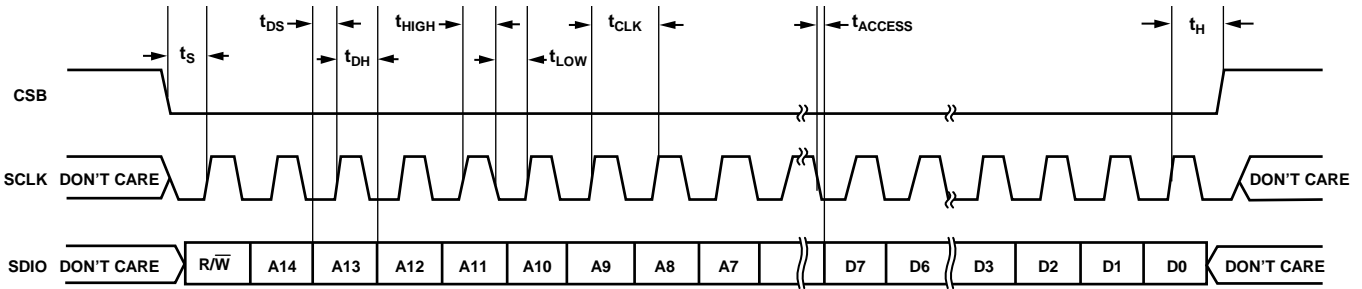 tDS tHIGH tCLK tACCESS tH
tS tDH tLOW
CSB
SCLK DON'T CARE DON'T CARE
SDIO DON'T CARE R/W̅ A14 A13 A12 A11 A10 A9 A8 A7 D7 D6 D3 D2 D1 D0 DON'T CARE